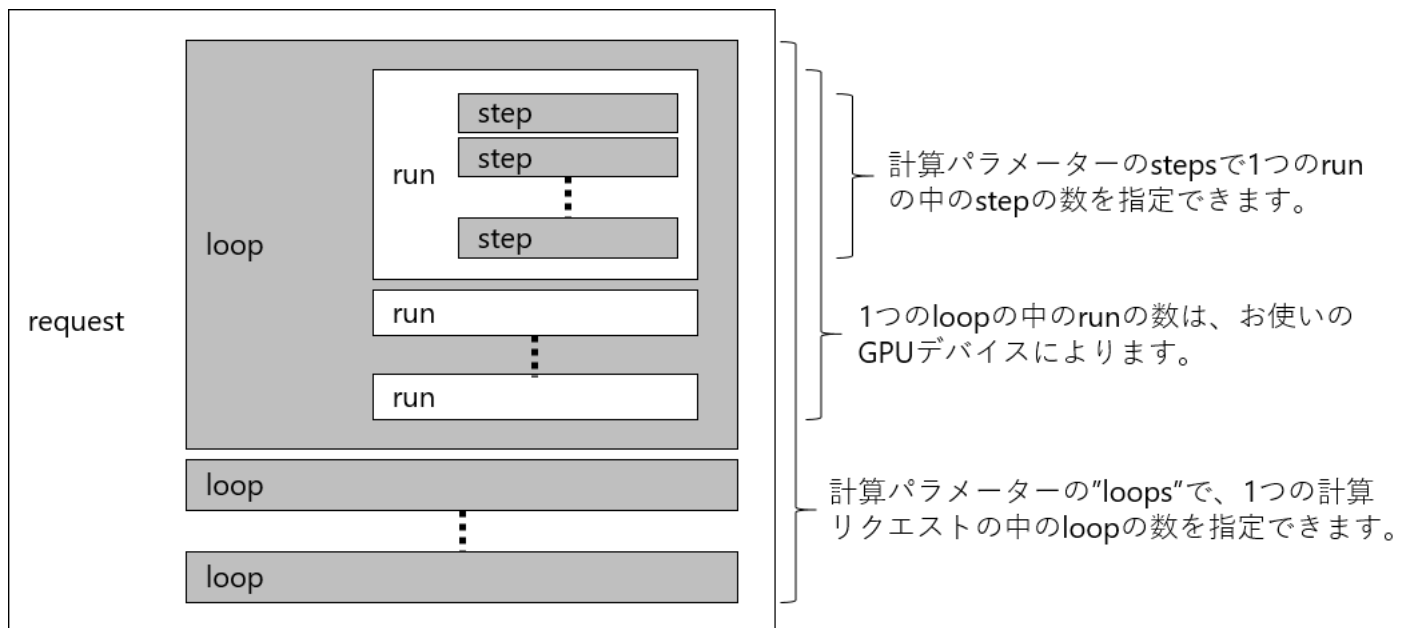 step
step
run
step
loop
run
request
run
loop
loop
計算パラメーターのstepsで1つのrun
の中のstepの数を指定できます。
1つのloopの中のrunの数は、お使いの
GPUデバイスによります。
計算パラメーターの”loops”で、1つの計算
リクエストの中のloopの数を指定できます。